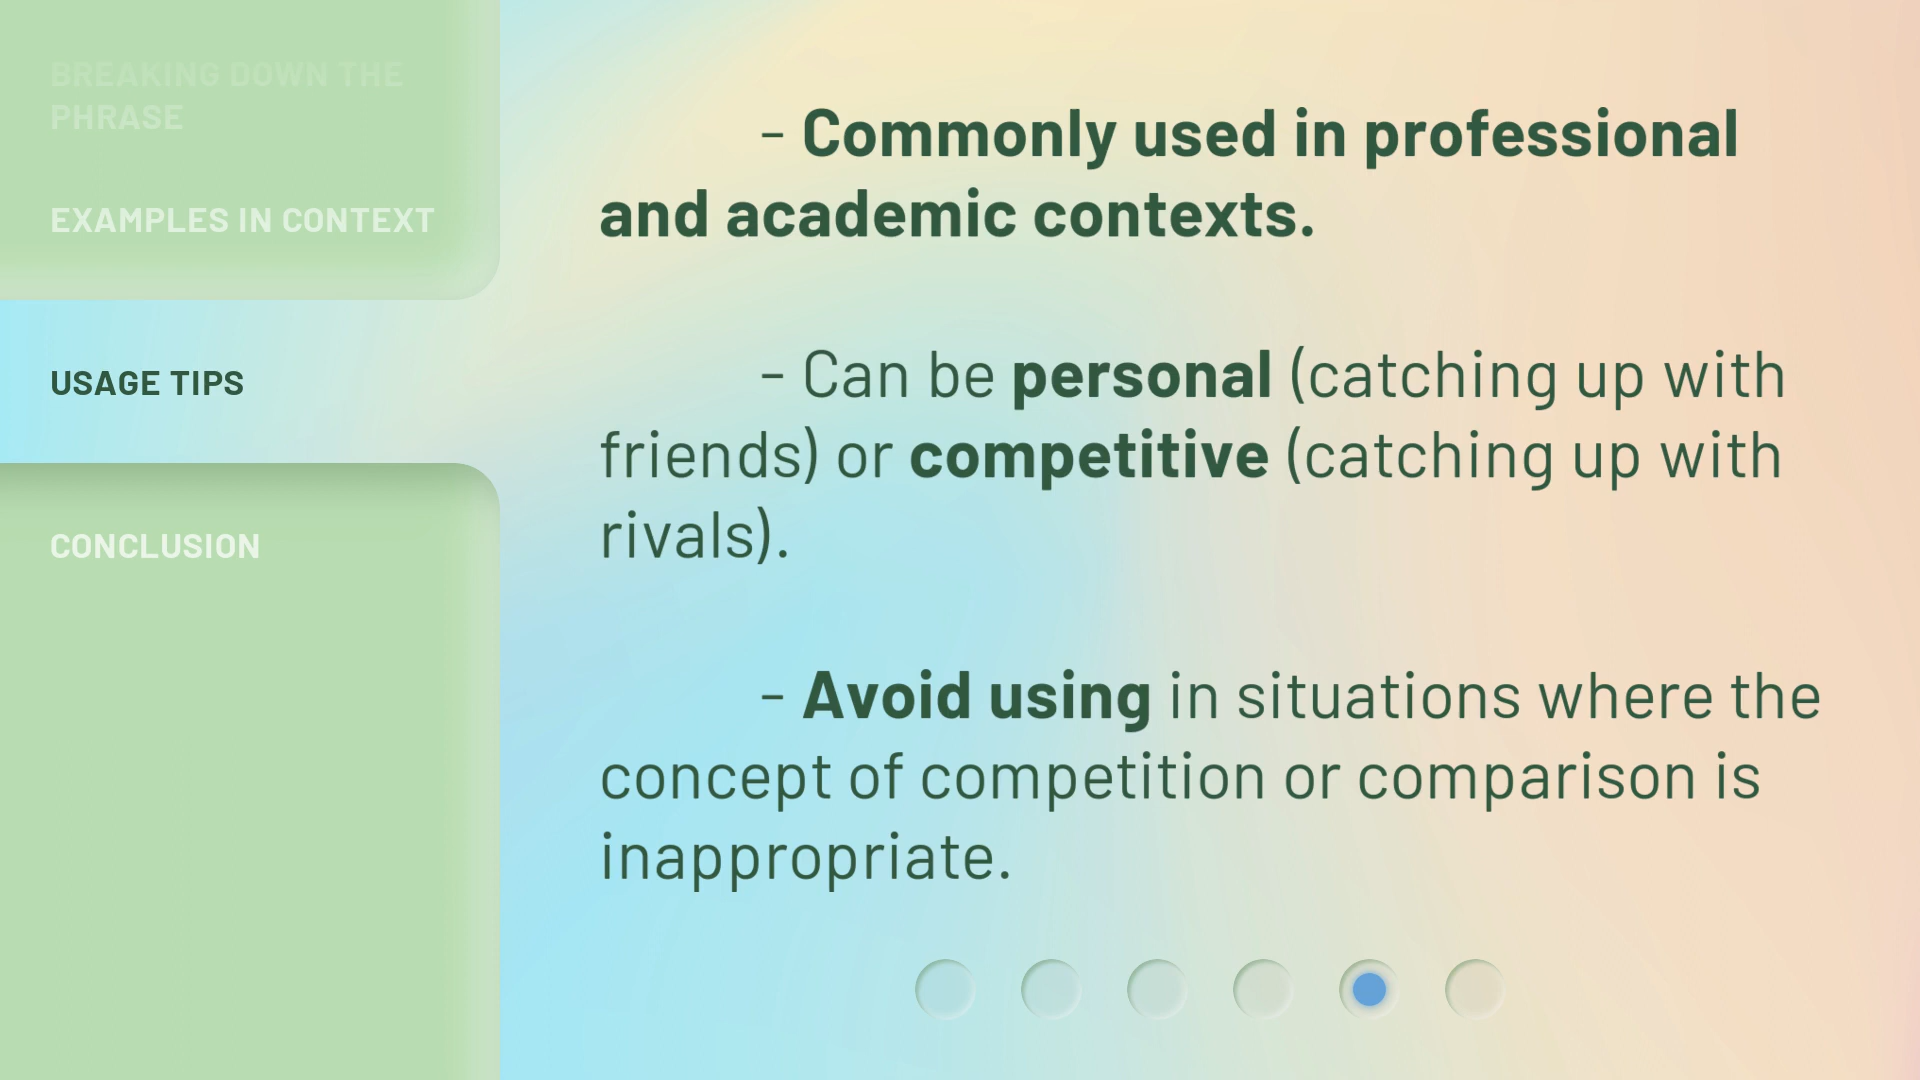 BREAKING DOWN THE
PHRASE
EXAMPLES IN CONTEXT
USAGE TIPS
CONCLUSION
- Commonly used in professional
and academic contexts.
- Can be personal (catching up with
friends) or competitive (catching up with
rivals).
- Avoid using in situations where the
concept of competition or comparison is
inappropriate.